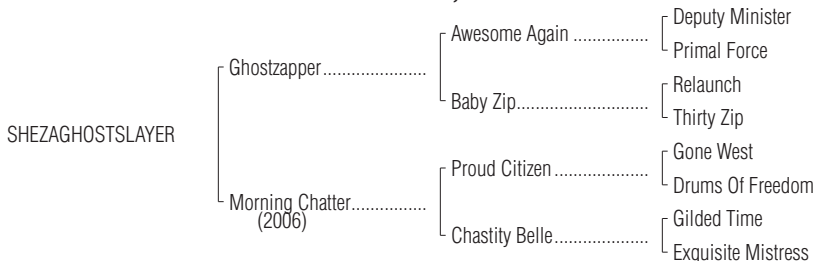 Deputy Minister
Awesome Again ................
Primal Force
Ghostzapper......................
Relaunch
Baby Zip............................
Thirty Zip
SHEZAGHOSTSLAYER
Gone West
Proud Citizen ....................
Drums Of Freedom
Morning Chatter................
(2006)
Gilded Time
Chastity Belle....................
Exquisite Mistress